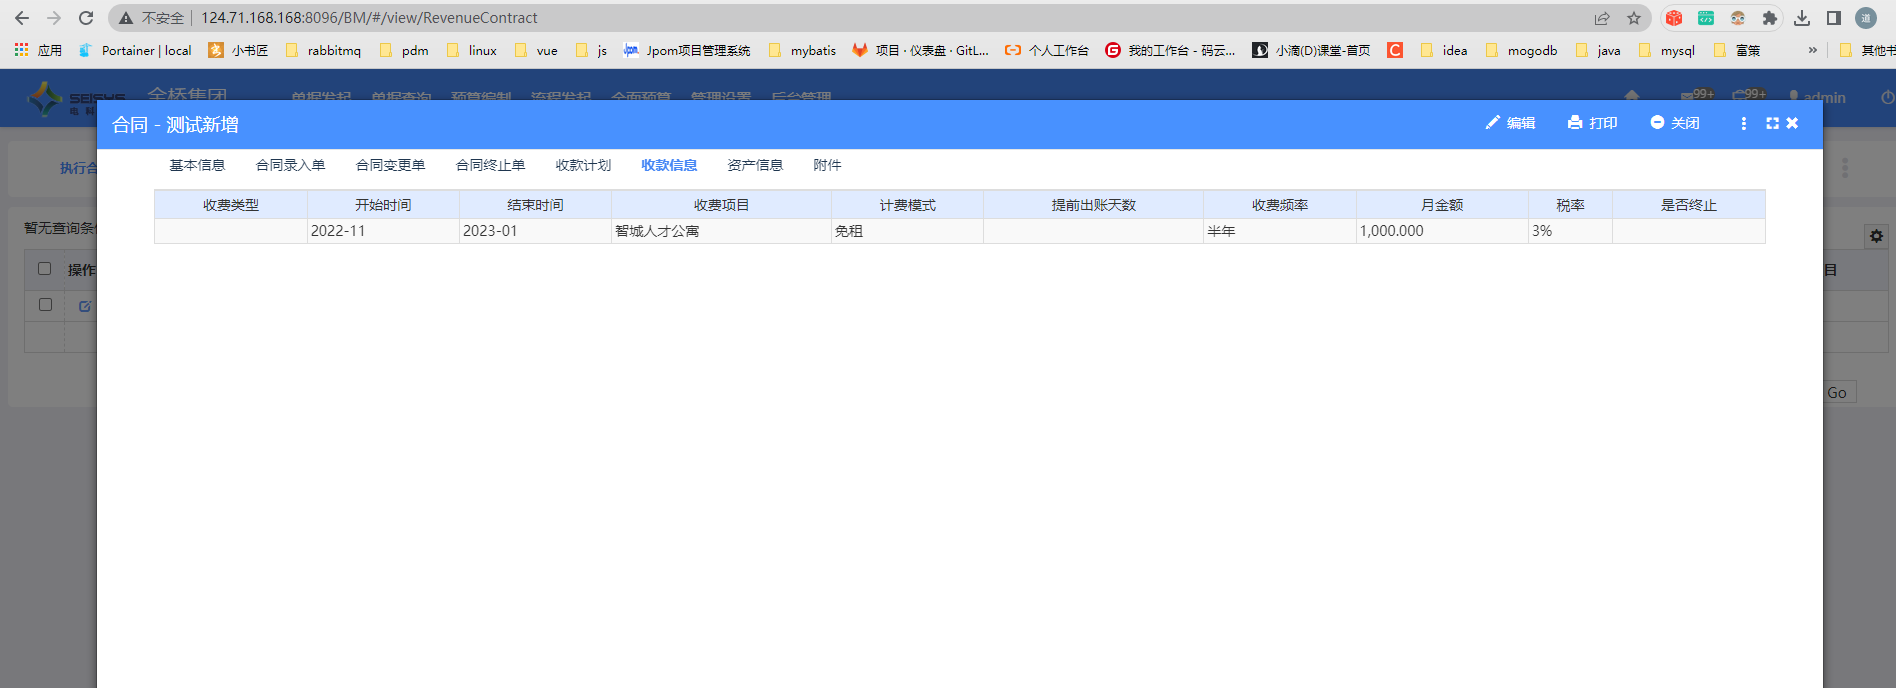 不安全 124.71.168.168:8096/BM/#/view/RevenueContract
应用 Portainer | local 小书匠 rabbitmq pdm linux vue js Jpom项目管理系统 mybatis 项目 · 仪表盘 · GitL... 个人工作台 我的工作台 - 码云... 小滴(D)课堂-首页 idea mogodb java mysql 富策 » 其他书
SEISYS 金桥集团 单据发起 单据查询 预算编制 流程发起 全面预算 管理设置 后台管理 99+ 99+ admin
电科
合同 - 测试新增 编辑 打印 关闭
执行合
基本信息 合同录入单 合同变更单 合同终止单 收款计划 收款信息 资产信息 附件
收费类型 开始时间 结束时间 收费项目 计费模式 提前出账天数 收费频率 月金额 税率 是否终止
2022-11 2023-01 智城人才公寓 免租 半年 1,000.000 3%
暂无查询条
操作 目
Go